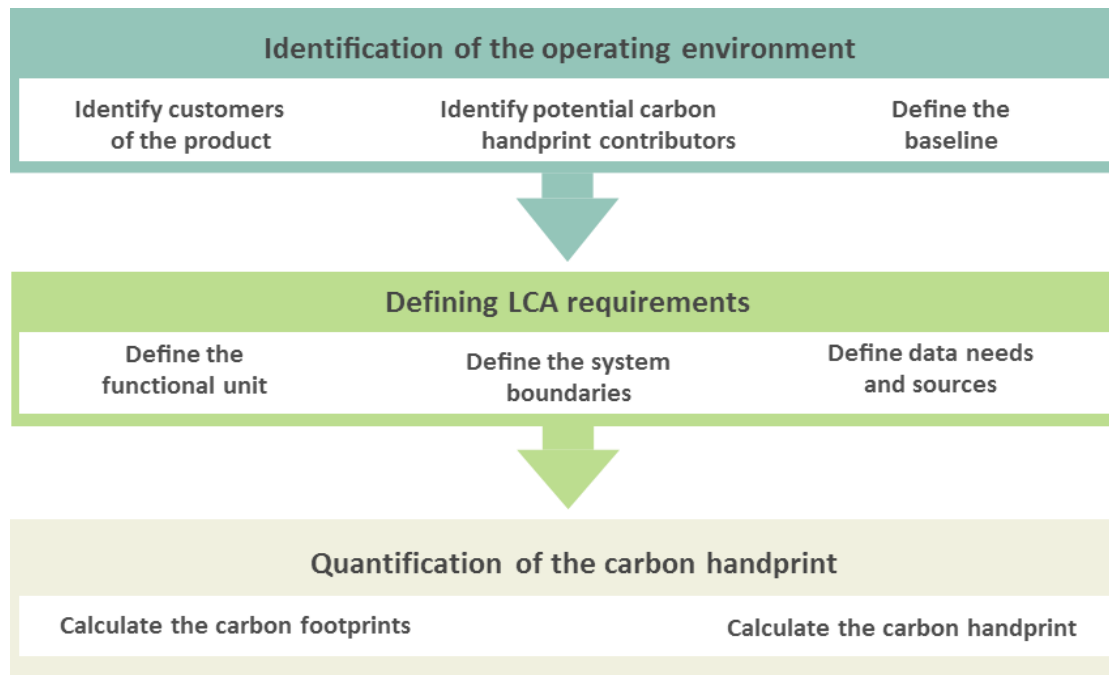 Identification of the operating environment
Identify customers
of the product
Identify potential carbon
handprint contributors
Define the
baseline
Defining LCA requirements
Define the
functional unit
Define the system
boundaries
Define data needs
and sources
Quantification of the carbon handprint
Calculate the carbon footprints
Calculate the carbon handprint